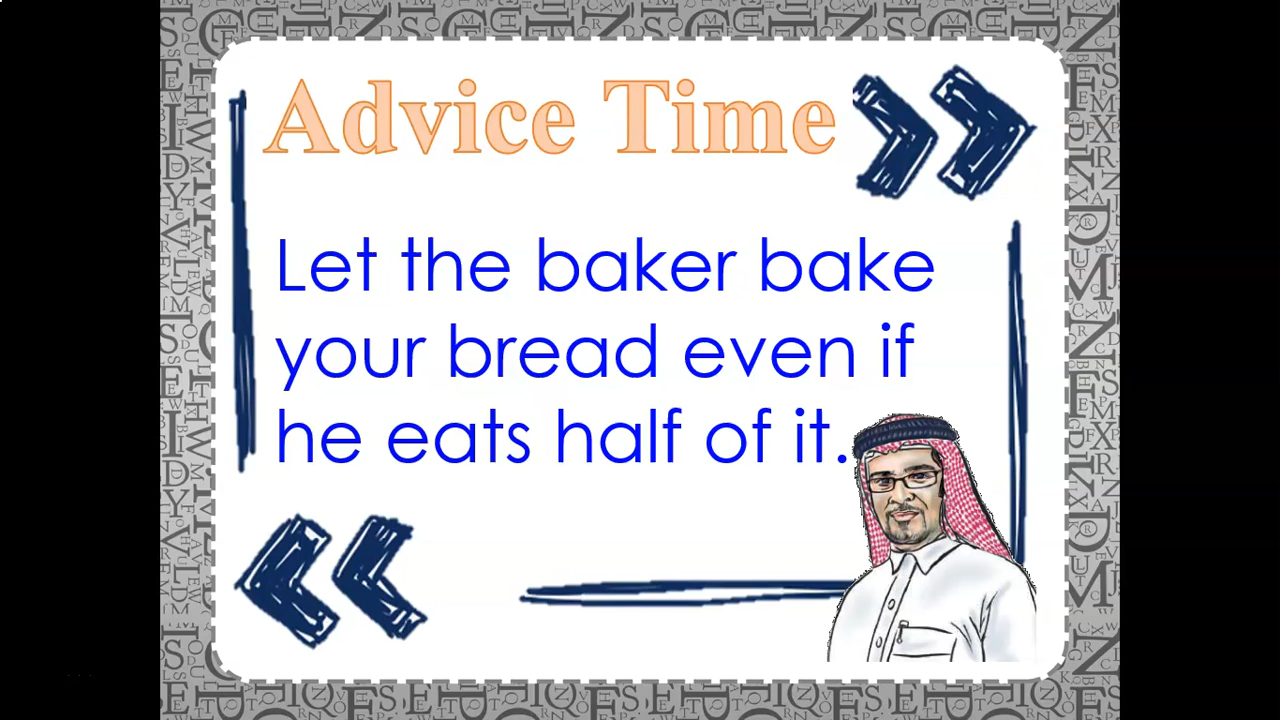 Advice Time
Let the baker bake
your bread even if
he eats half of it.